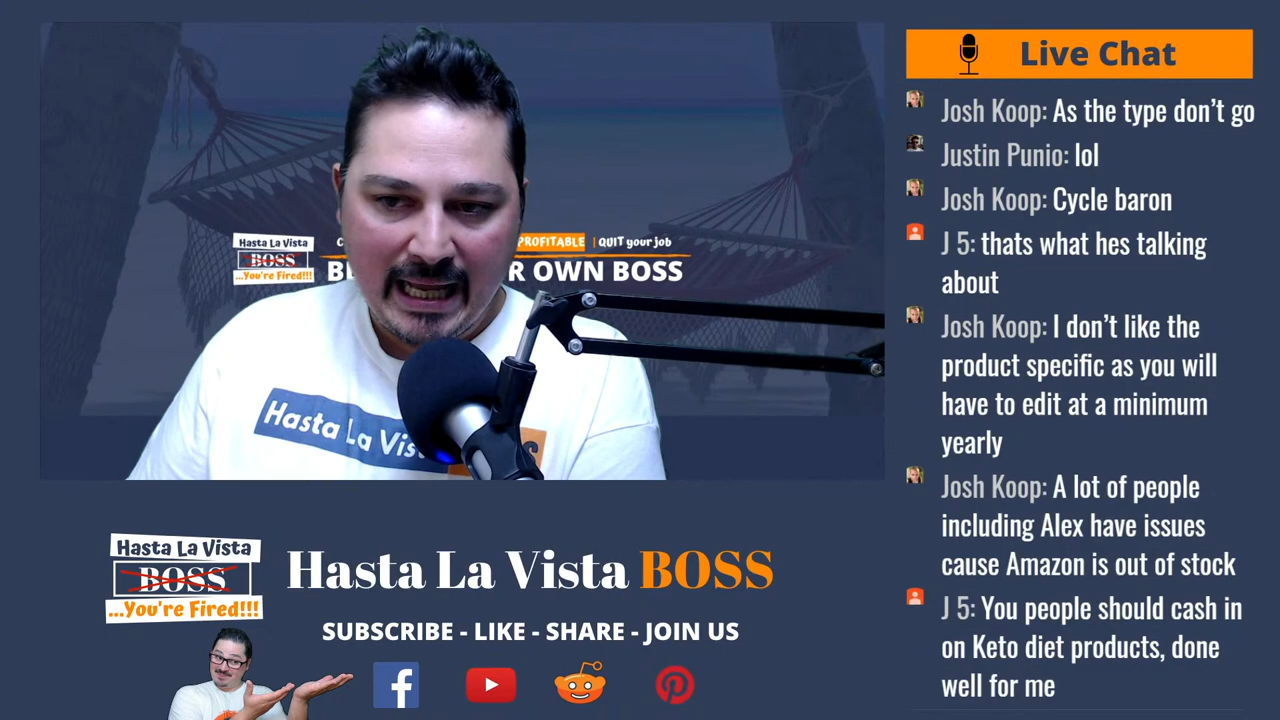 Live Chat
Josh Koop: As the type don't go
Justin Punio: lol
Josh Koop: Cycle baron
J 5: thats what hes talking
about
Josh Koop: I don't like the
product specific as you will
have to edit at a minimum
yearly
Josh Koop: A lot of people
including Alex have issues
cause Amazon is out of stock
J 5: You people should cash in
on Keto diet products, done
well for me
Hasta La Vista
BOSS
...You're Fired!!!
PROFITABLE | QUIT your job
R OWN BOSS
Hasta La Vis
Hasta La Vista
BOSS
...You're Fired!!!
Hasta La Vista BOSS
SUBSCRIBE - LIKE - SHARE - JOIN US